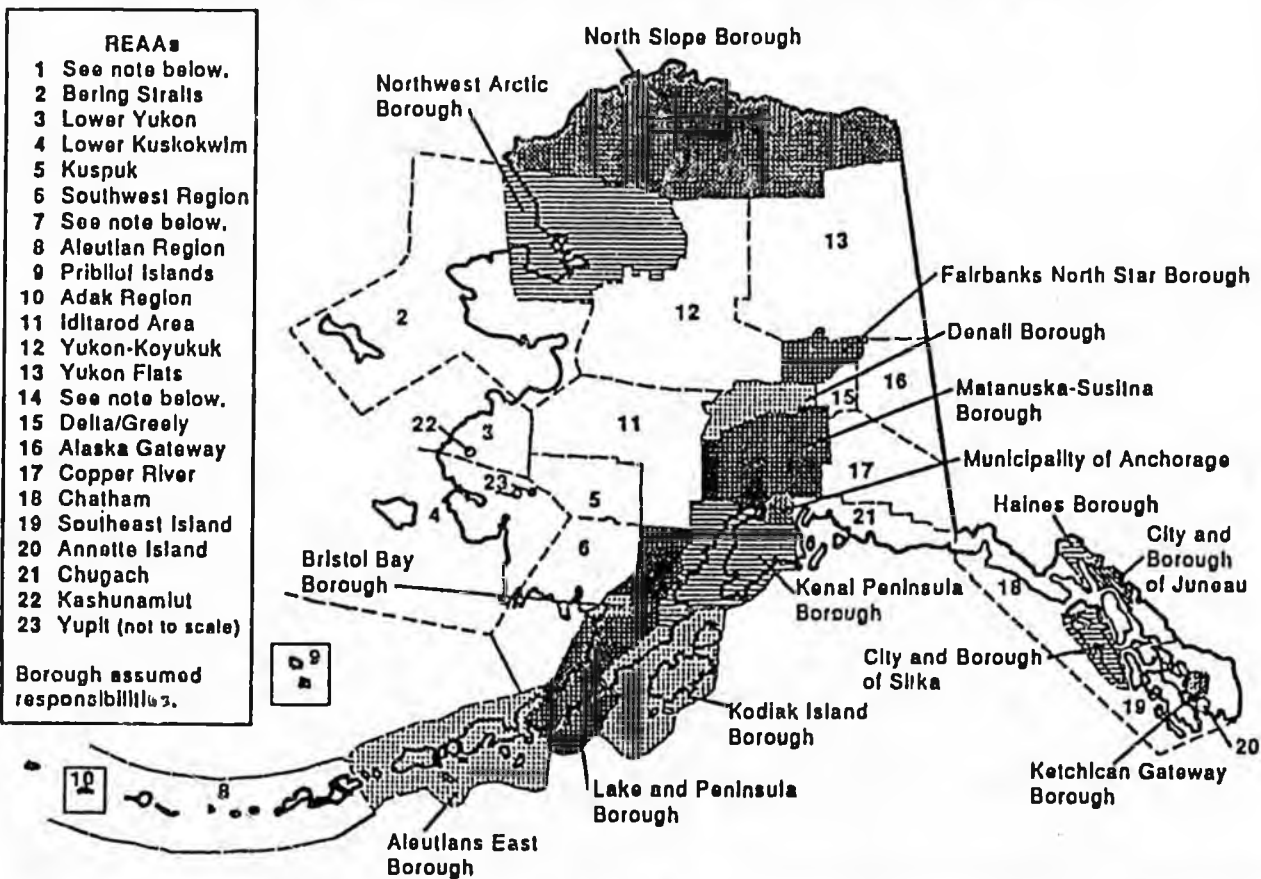 REAAs
1 See note below.
2 Bering Straits
3 Lower Yukon
4 Lower Kuskokwim
5 Kuspuk
6 Southwest Region
7 See note below.
8 Aleutian Region
9 Pribilof Islands
10 Adak Region
11 Iditarod Area
12 Yukon-Koyukuk
13 Yukon Flats
14 See note below.
15 Delta/Greely
16 Alaska Gateway
17 Copper River
18 Chatham
19 Southeast Island
20 Annette Island
21 Chugach
22 Kashunamiut
23 Yupit (not to scale)
Borough assumed
responsibilities.
North Slope Borough
Northwest Arctic
Borough
13
Fairbanks North Star Borough
2
12
Denali Borough
16
Matanuska-Susitna
Borough
15
22
3
11
Municipality of Anchorage
17
23
Haines Borough
4
5
21
City and
Borough
of Juneau
6
Bristol Bay
Borough
Kenai Peninsula
Borough
18
9
City and Borough
of Sitka
19
Kodiak Island
Borough
20
10
8
Lake and Peninsula
Borough
Ketchican Gateway
Borough
Aleutians East
Borough